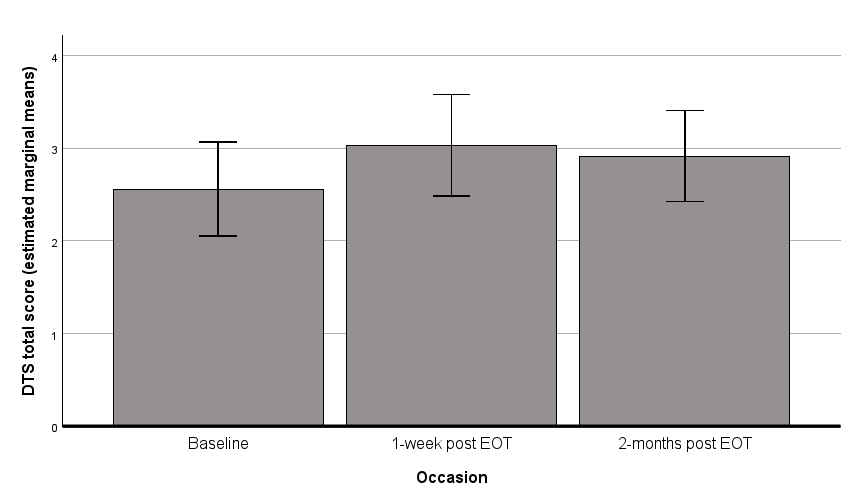 DTS total score (estimated marginal means)
4
3
2
1
0
Baseline
1-week post EOT
2-months post EOT
Occasion